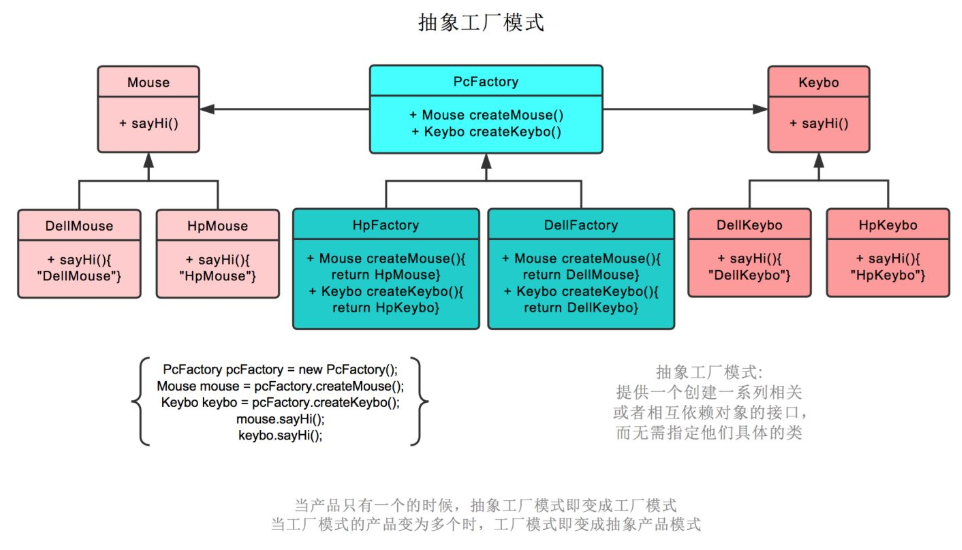 抽象工厂模式
Mouse
+ sayHi()
PcFactory
+ Mouse createMouse()
+ Keybo createKeybo()
Keybo
+ sayHi()
DellMouse
+ sayHi(){
"DellMouse"}
HpMouse
+ sayHi(){
"HpMouse"}
HpFactory
+ Mouse createMouse(){
return HpMouse}
+ Keybo createKeybo(){
return HpKeybo}
DellFactory
+ Mouse createMouse(){
return DellMouse}
+ Keybo createKeybo(){
return DellKeybo}
DellKeybo
+ sayHi(){
"DellKeybo"}
HpKeybo
+ sayHi(){
"HpKeybo"}
PcFactory pcFactory = new PcFactory();
Mouse mouse = pcFactory.createMouse();
Keybo keybo = pcFactory.createKeybo();
mouse.sayHi();
keybo.sayHi();
抽象工厂模式:
提供一个创建一系列相关
或者相互依赖对象的接口，
而无需指定他们具体的类
当产品只有一个的时候，抽象工厂模式即变成工厂模式
当工厂模式的产品变为多个时，工厂模式即变成抽象产品模式